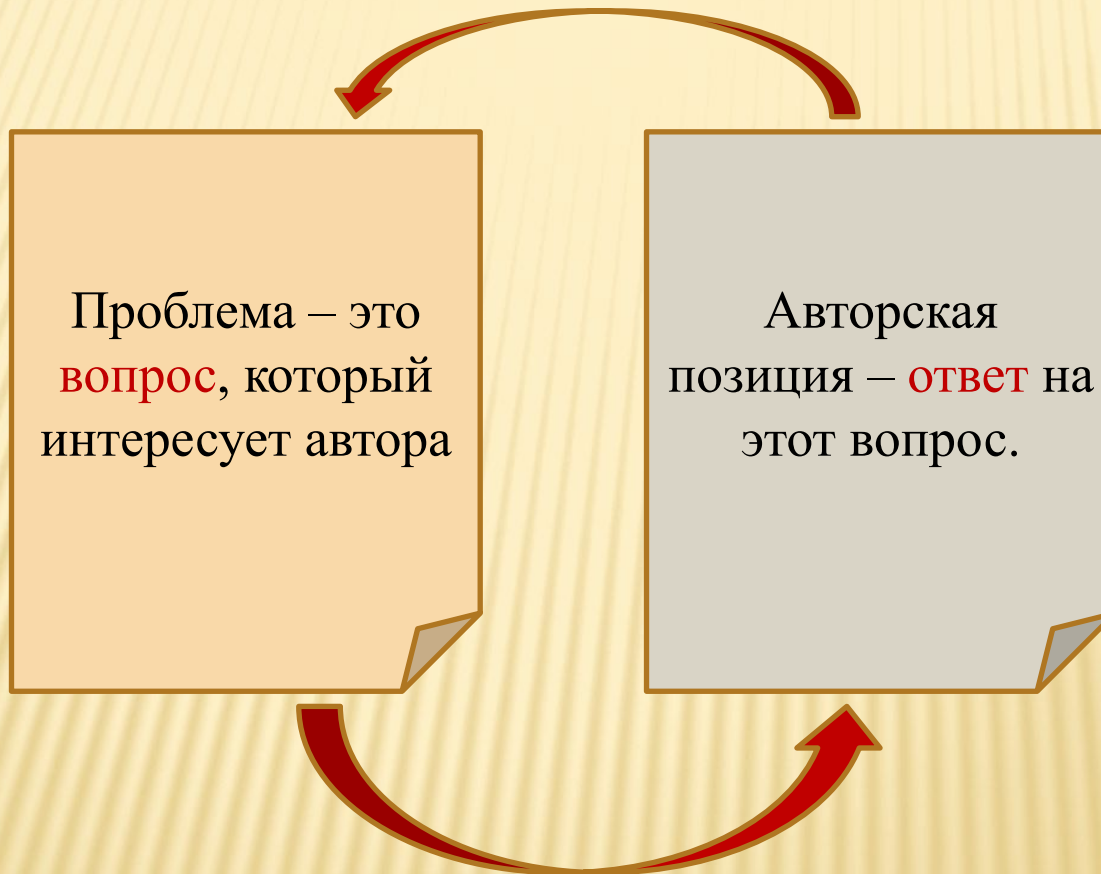 Проблема – это
вопрос, который
интересует автора
Авторская
позиция – ответ на
этот вопрос.